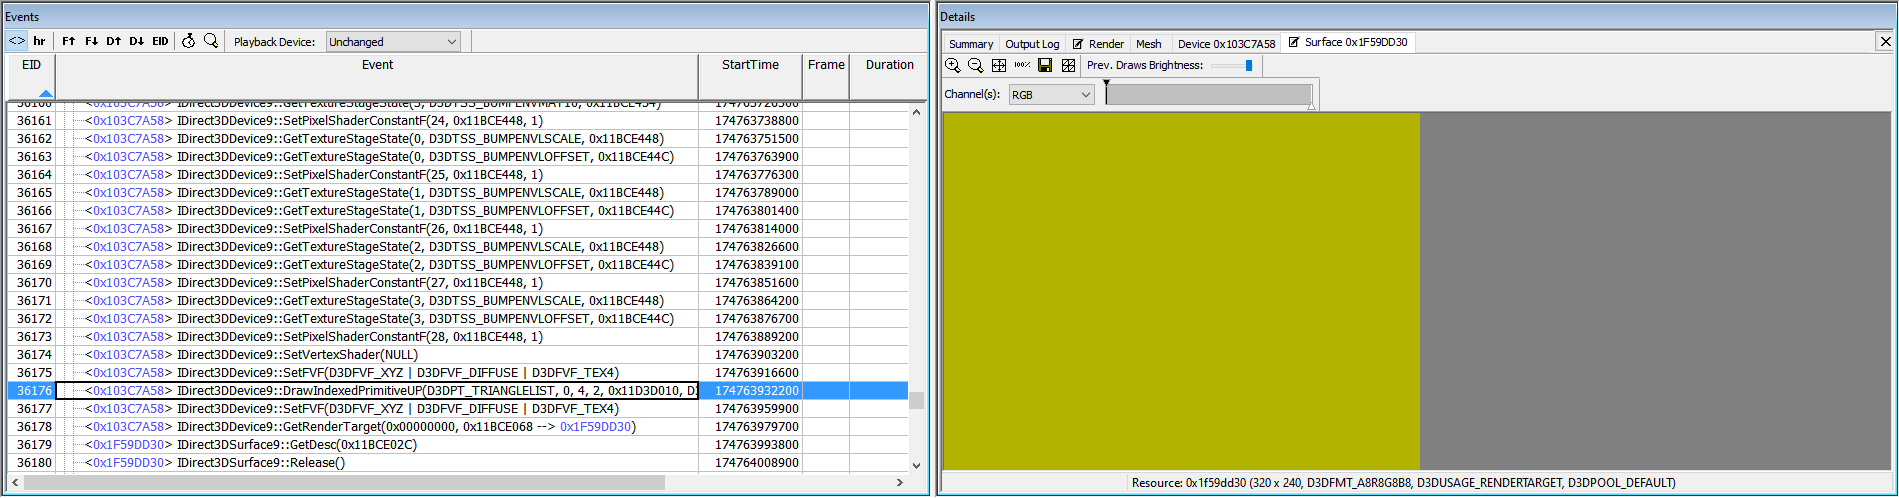 Events
<> hr F↑ F↓ D↑ D↓ EID Playback Device: Unchanged
EID Event StartTime Frame Duration
36160 <0x103C7A58> IDirect3DDevice9::GetTextureStageState(3, D3DTSS_BUMPENVMAT10, 0x11BCE454) 174763726300
36161 <0x103C7A58> IDirect3DDevice9::SetPixelShaderConstantF(24, 0x11BCE448, 1) 174763738800
36162 <0x103C7A58> IDirect3DDevice9::GetTextureStageState(0, D3DTSS_BUMPENVLSCALE, 0x11BCE448) 174763751500
36163 <0x103C7A58> IDirect3DDevice9::GetTextureStageState(0, D3DTSS_BUMPENVLOFFSET, 0x11BCE44C) 174763763900
36164 <0x103C7A58> IDirect3DDevice9::SetPixelShaderConstantF(25, 0x11BCE448, 1) 174763776300
36165 <0x103C7A58> IDirect3DDevice9::GetTextureStageState(1, D3DTSS_BUMPENVLSCALE, 0x11BCE448) 174763789000
36166 <0x103C7A58> IDirect3DDevice9::GetTextureStageState(1, D3DTSS_BUMPENVLOFFSET, 0x11BCE44C) 174763801400
36167 <0x103C7A58> IDirect3DDevice9::SetPixelShaderConstantF(26, 0x11BCE448, 1) 174763814000
36168 <0x103C7A58> IDirect3DDevice9::GetTextureStageState(2, D3DTSS_BUMPENVLSCALE, 0x11BCE448) 174763826600
36169 <0x103C7A58> IDirect3DDevice9::GetTextureStageState(2, D3DTSS_BUMPENVLOFFSET, 0x11BCE44C) 174763839100
36170 <0x103C7A58> IDirect3DDevice9::SetPixelShaderConstantF(27, 0x11BCE448, 1) 174763851600
36171 <0x103C7A58> IDirect3DDevice9::GetTextureStageState(3, D3DTSS_BUMPENVLSCALE, 0x11BCE448) 174763864200
36172 <0x103C7A58> IDirect3DDevice9::GetTextureStageState(3, D3DTSS_BUMPENVLOFFSET, 0x11BCE44C) 174763876700
36173 <0x103C7A58> IDirect3DDevice9::SetPixelShaderConstantF(28, 0x11BCE448, 1) 174763889200
36174 <0x103C7A58> IDirect3DDevice9::SetVertexShader(NULL) 174763903200
36175 <0x103C7A58> IDirect3DDevice9::SetFVF(D3DFVF_XYZ | D3DFVF_DIFFUSE | D3DFVF_TEX4) 174763916600
36176 <0x103C7A58> IDirect3DDevice9::DrawIndexedPrimitiveUP(D3DPT_TRIANGLELIST, 0, 4, 2, 0x11D3D010, D 174763932200
36177 <0x103C7A58> IDirect3DDevice9::SetFVF(D3DFVF_XYZ | D3DFVF_DIFFUSE | D3DFVF_TEX4) 174763959900
36178 <0x103C7A58> IDirect3DDevice9::GetRenderTarget(0x00000000, 0x11BCE068 --> 0x1F59DD30) 174763979700
36179 <0x1F59DD30> IDirect3DSurface9::GetDesc(0x11BCE02C) 174763993800
36180 <0x1F59DD30> IDirect3DSurface9::Release() 174764008900
Details
Summary Output Log Render Mesh Device 0x103C7A58 Surface 0x1F59DD30
100% Prev. Draws Brightness:
Channel(s): RGB
Resource: 0x1f59dd30 (320 x 240, D3DFMT_A8R8G8B8, D3DUSAGE_RENDERTARGET, D3DPOOL_DEFAULT)